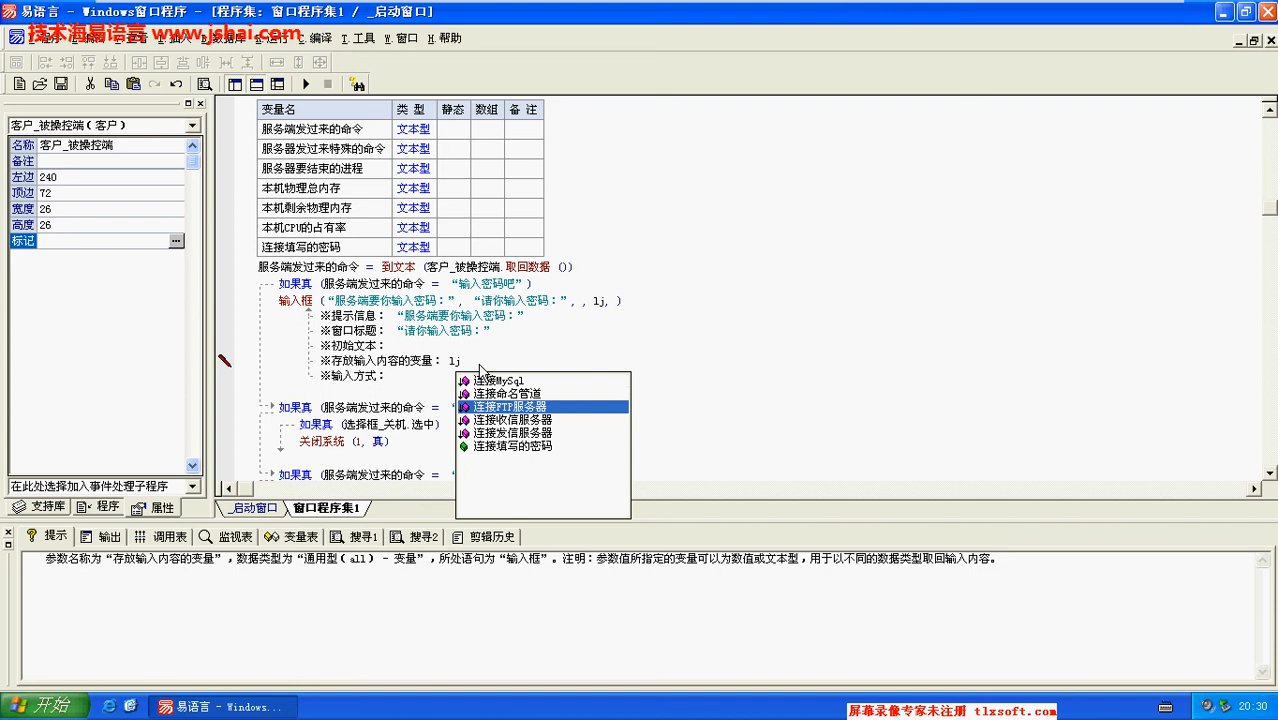 易语言 - Windows窗口程序 - [程序集: 窗口程序集1 / _启动窗口]
技术海易语言 www.jshai.com
T.工具 W.窗口 H.帮助
客户_被操控端(客户)
名称 客户_被操控端
备注
左边 240
顶边 72
宽度 26
高度 26
标记
在此处选择加入事件处理子程序
支持库 程序 属性
变量名 类 型 静态 数组 备 注
服务端发过来的命令 文本型
服务器发过来特殊的命令 文本型
服务器要结束的进程 文本型
本机物理总内存 文本型
本机剩余物理内存 文本型
本机CPU的占有率 文本型
连接填写的密码 文本型
服务端发过来的命令 = 到文本 (客户_被操控端.取回数据 ())
如果真 (服务端发过来的命令 = “输入密码吧”)
输入框 (“服务端要你输入密码:”, “请你输入密码:”, , lj, )
※提示信息: “服务端要你输入密码:”
※窗口标题: “请你输入密码:”
※初始文本:
※存放输入内容的变量: lj
※输入方式:
如果真 (服务端发过来的命令 = “
如果真 (选择框_关机.选中)
关闭系统 (1, 真)
如果真 (服务端发过来的命令 = “
连接MySql
连接命名管道
连接FTP服务器
连接收信服务器
连接发信服务器
连接填写的密码
_启动窗口 窗口程序集1
提示 输出 调用表 监视表 变量表 搜寻1 搜寻2 剪辑历史
参数名称为“存放输入内容的变量”,数据类型为“通用型(all) - 变量”,所处语句为“输入框”。注明:参数值所指定的变量可以为数值或文本型,用于以不同的数据类型取回输入内容。
开始 易语言 - Windows... 20:30
屏幕录像专家未注册 tlxsoft.com